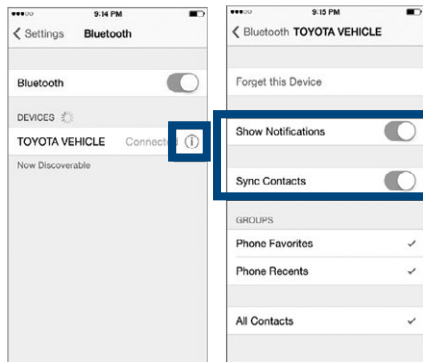 9:14 PM
Settings Bluetooth
Bluetooth
DEVICES
TOYOTA VEHICLE Connected
Now Discoverable
9:15 PM
Bluetooth TOYOTA VEHICLE
Forget this Device
Show Notifications
Sync Contacts
GROUPS
Phone Favorites
Phone Recents
All Contacts